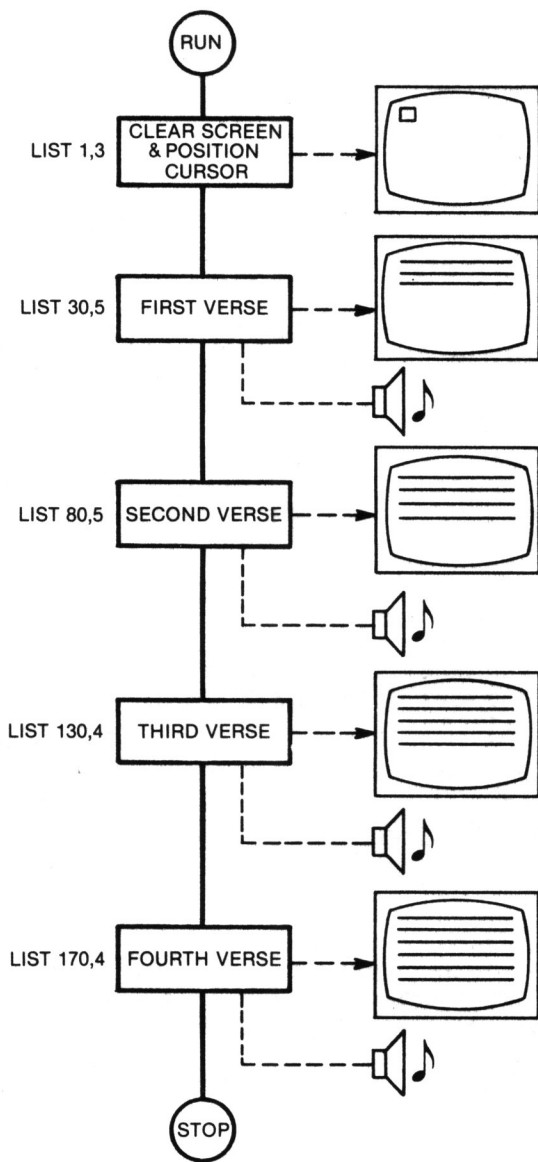 RUN
LIST 1,3
CLEAR SCREEN
& POSITION
CURSOR
LIST 30,5
FIRST VERSE
LIST 80,5
SECOND VERSE
LIST 130,4
THIRD VERSE
LIST 170,4
FOURTH VERSE
STOP